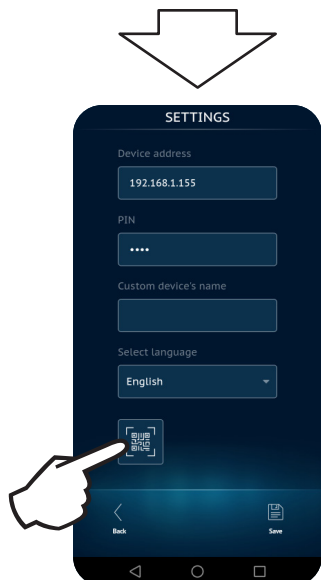 SETTINGS
Device address
192.168.1.155
PIN
••••
Custom device's name
Select language
English
Back
Save